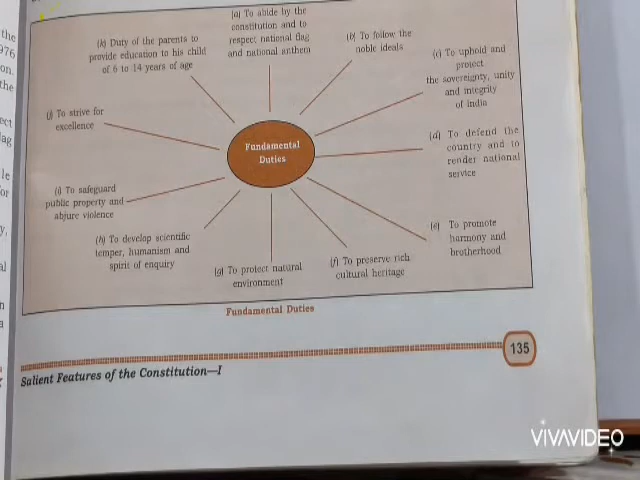 (a) To abide by the
constitution and to
respect national flag
and national anthem
(b) To follow the
noble ideals
(c) To uphold and
protect
the sovereignty, unity
and integrity
of India
(d) To defend the
country and to
render national
service
(e) To promote
harmony and
brotherhood
(f) To preserve rich
cultural heritage
(g) To protect natural
environment
(h) To develop scientific
temper, humanism and
spirit of enquiry
(i) To safeguard
public property and
abjure violence
(j) To strive for
excellence
(k) Duty of the parents to
provide education to his child
of 6 to 14 years of age
Fundamental
Duties
Fundamental Duties
135
Salient Features of the Constitution—I
the
976
on.
the
VIVAVIDEO